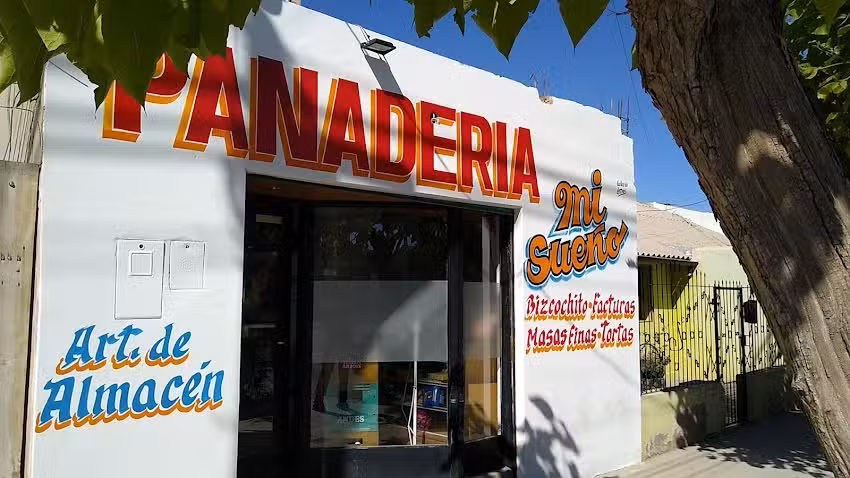 PANADERIA
Mi
Sueño
Bizcochito·Facturas
Masas Finas·Tortas
Art. de
Almacén